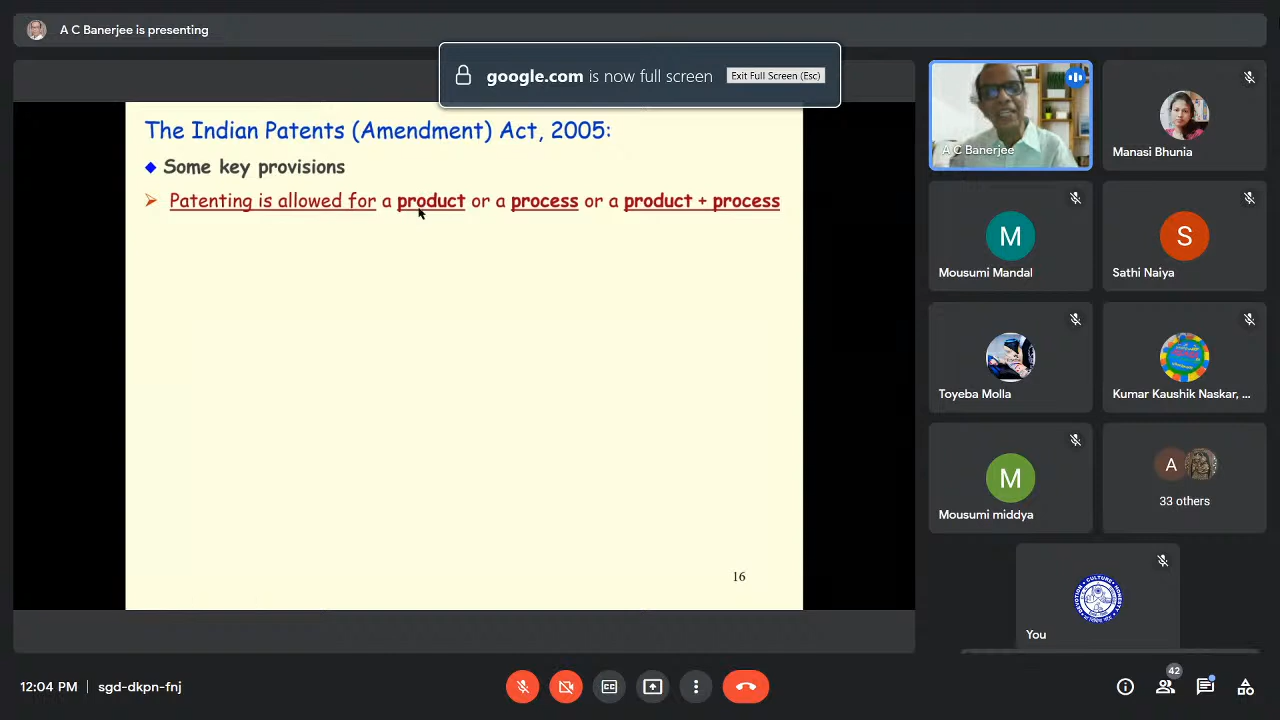 A C Banerjee is presenting
google.com is now full screen Exit Full Screen (Esc)
The Indian Patents (Amendment) Act, 2005:
Some key provisions
Patenting is allowed for a product or a process or a product + process
16
A C Banerjee
Manasi Bhunia
M
Mousumi Mandal
S
Sathi Naiya
Toyeba Molla
Kumar Kaushik Naskar, ...
M
Mousumi middya
A
33 others
You
12:04 PM | sgd-dkpn-fnj
CC
42